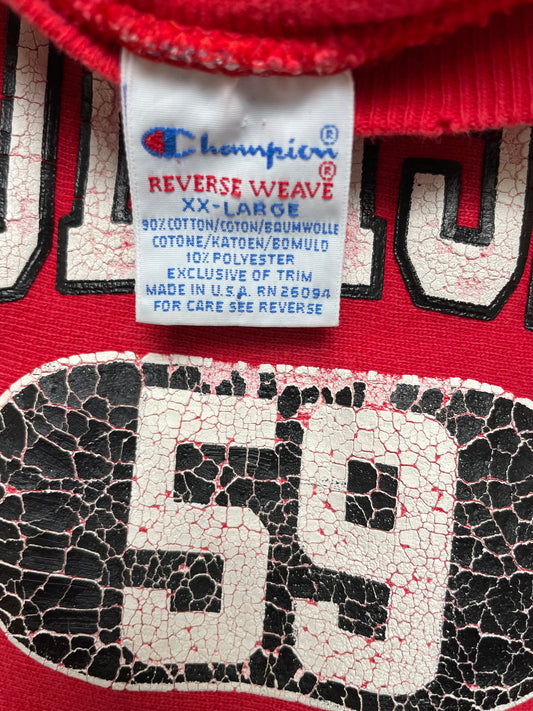 Champion®
REVERSE WEAVE®
XX-LARGE
90% COTTON/COTON/BAUMWOLLE
COTONE/KATOEN/BOMULD
10% POLYESTER
EXCLUSIVE OF TRIM
MADE IN U.S.A. RN 26094
FOR CARE SEE REVERSE
59